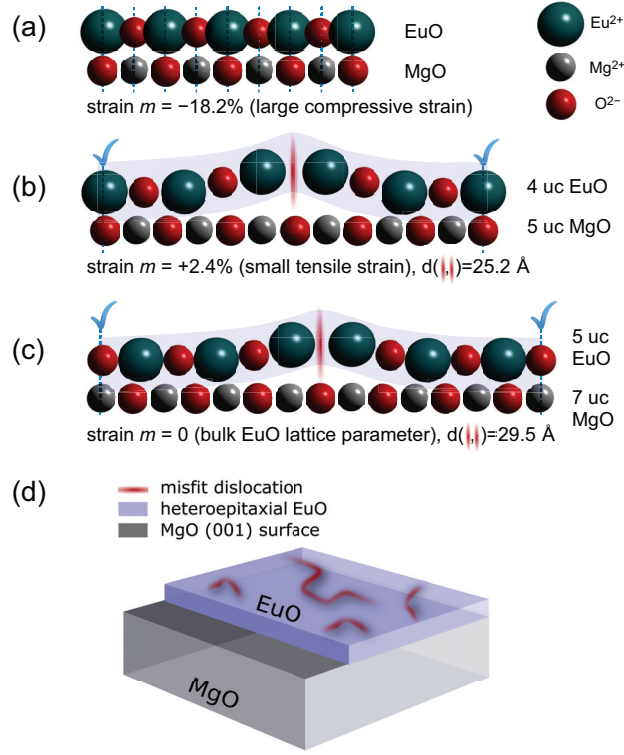 (a)
EuO
MgO
Eu²⁺
Mg²⁺
O²⁻
strain m = −18.2% (large compressive strain)
(b)
4 uc EuO
5 uc MgO
strain m = +2.4% (small tensile strain), d( , )=25.2 Å
(c)
5 uc
EuO
7 uc
MgO
strain m = 0 (bulk EuO lattice parameter), d( , )=29.5 Å
(d)
misfit dislocation
heteroepitaxial EuO
MgO (001) surface
EuO
MgO